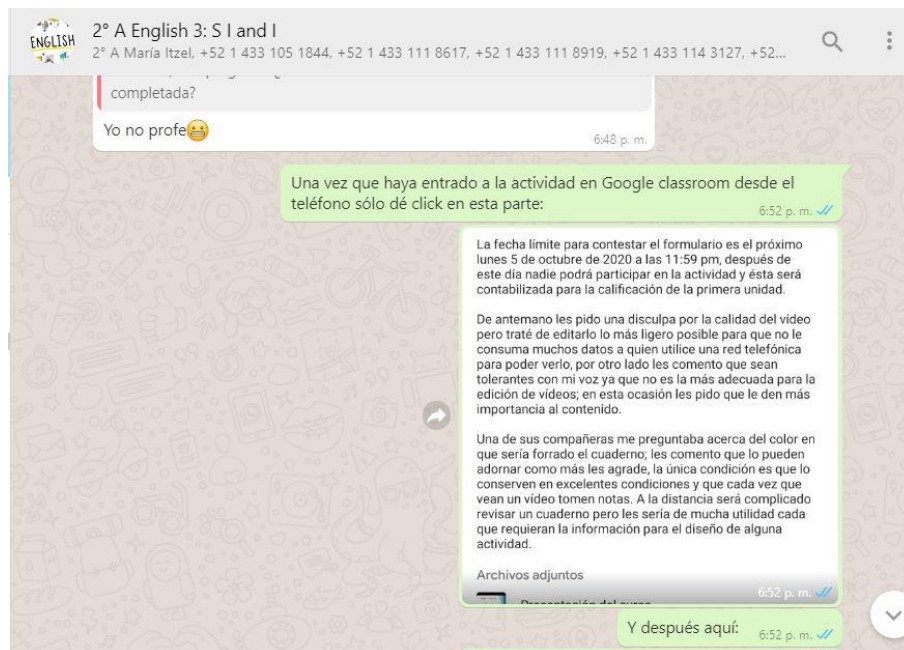 ENGLISH
2° A English 3: S I and I
2° A María Itzel, +52 1 433 105 1844, +52 1 433 111 8617, +52 1 433 111 8919, +52 1 433 114 3127, +52...
completada?
Yo no profe😬
6:48 p. m.
Una vez que haya entrado a la actividad en Google classroom desde el
teléfono sólo dé click en esta parte:
6:52 p. m.
La fecha límite para contestar el formulario es el próximo
lunes 5 de octubre de 2020 a las 11:59 pm, después de
este día nadie podrá participar en la actividad y ésta será
contabilizada para la calificación de la primera unidad.
De antemano les pido una disculpa por la calidad del vídeo
pero traté de editarlo lo más ligero posible para que no le
consuma muchos datos a quien utilice una red telefónica
para poder verlo, por otro lado les comento que sean
tolerantes con mi voz ya que no es la más adecuada para la
edición de vídeos; en esta ocasión les pido que le den más
importancia al contenido.
Una de sus compañeras me preguntaba acerca del color en
que sería forrado el cuaderno; les comento que lo pueden
adornar como más les agrade, la única condición es que lo
conserven en excelentes condiciones y que cada vez que
vean un vídeo tomen notas. A la distancia será complicado
revisar un cuaderno pero les sería de mucha utilidad cada
que requieran la información para el diseño de alguna
actividad.
Archivos adjuntos
6:52 p. m.
Presentación del curso
Y después aquí:
6:52 p. m.